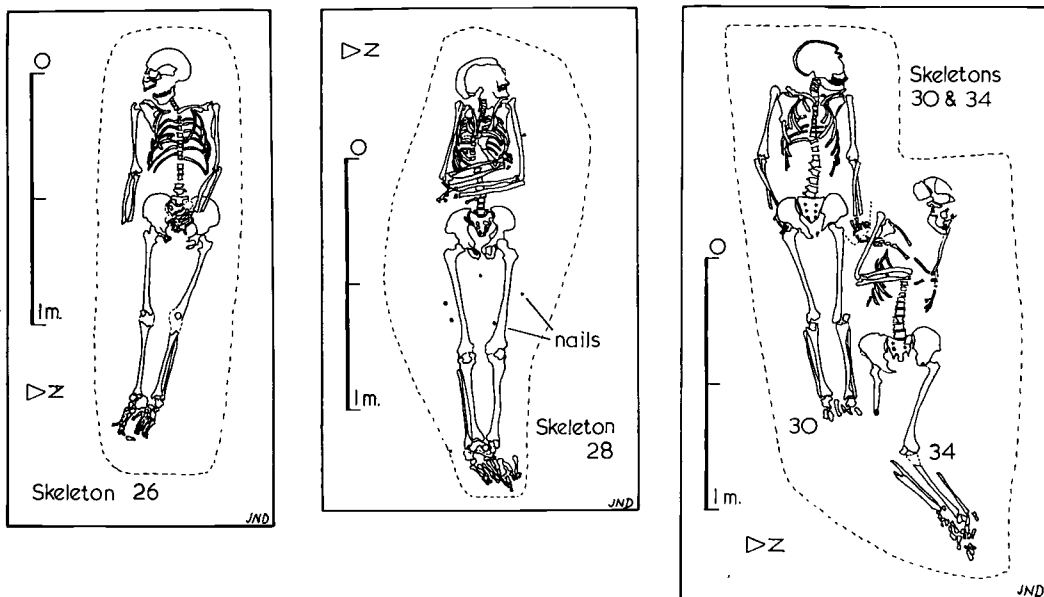 O
1m.
▷Z
Skeleton 26
JND
▷Z
O
nails
1m.
Skeleton
28
JND
Skeletons
30 & 34
O
30
34
1m.
▷Z
JND